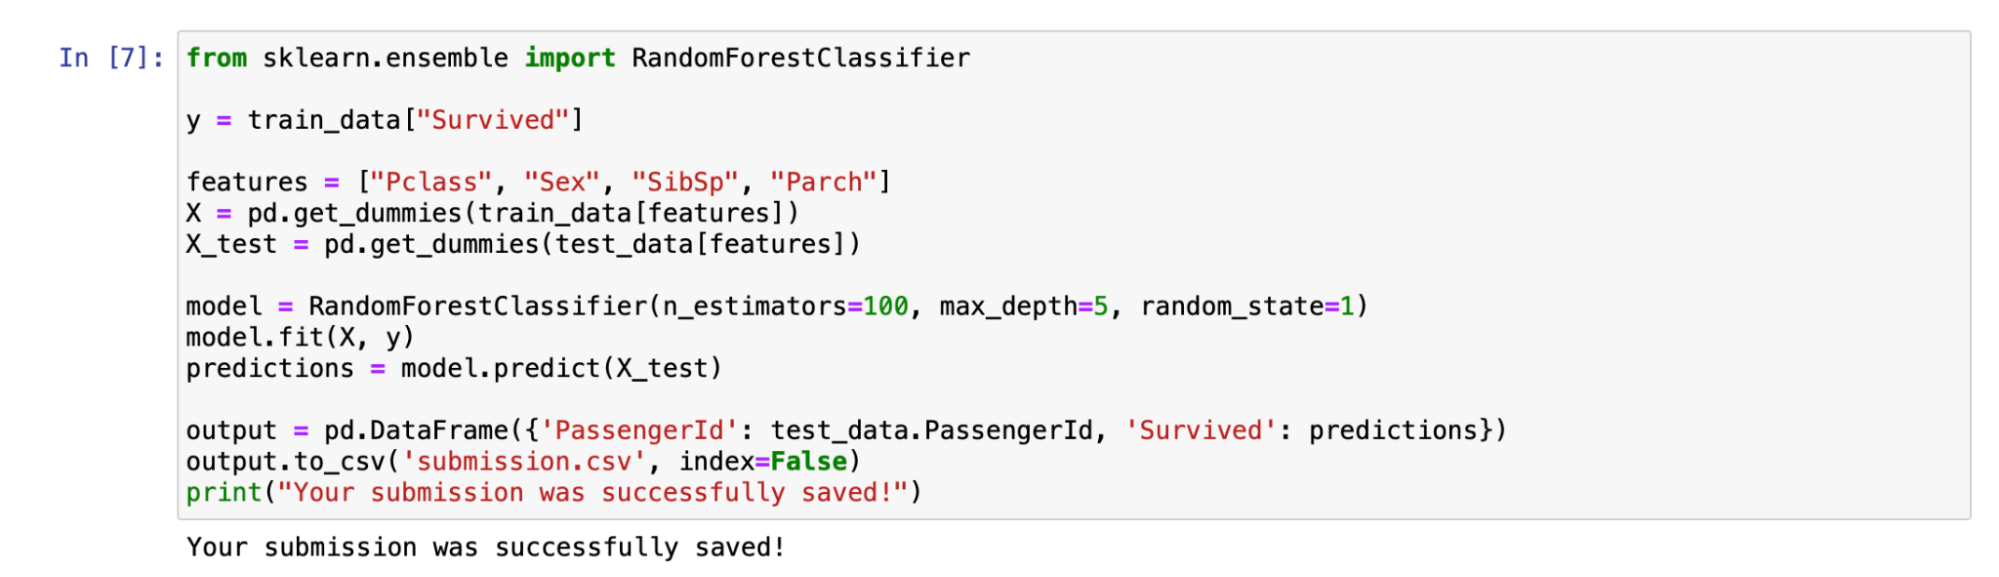 In [7]: from sklearn.ensemble import RandomForestClassifier
y = train_data["Survived"]
features = ["Pclass", "Sex", "SibSp", "Parch"]
X = pd.get_dummies(train_data[features])
X_test = pd.get_dummies(test_data[features])
model = RandomForestClassifier(n_estimators=100, max_depth=5, random_state=1)
model.fit(X, y)
predictions = model.predict(X_test)
output = pd.DataFrame({'PassengerId': test_data.PassengerId, 'Survived': predictions})
output.to_csv('submission.csv', index=False)
print("Your submission was successfully saved!")
Your submission was successfully saved!